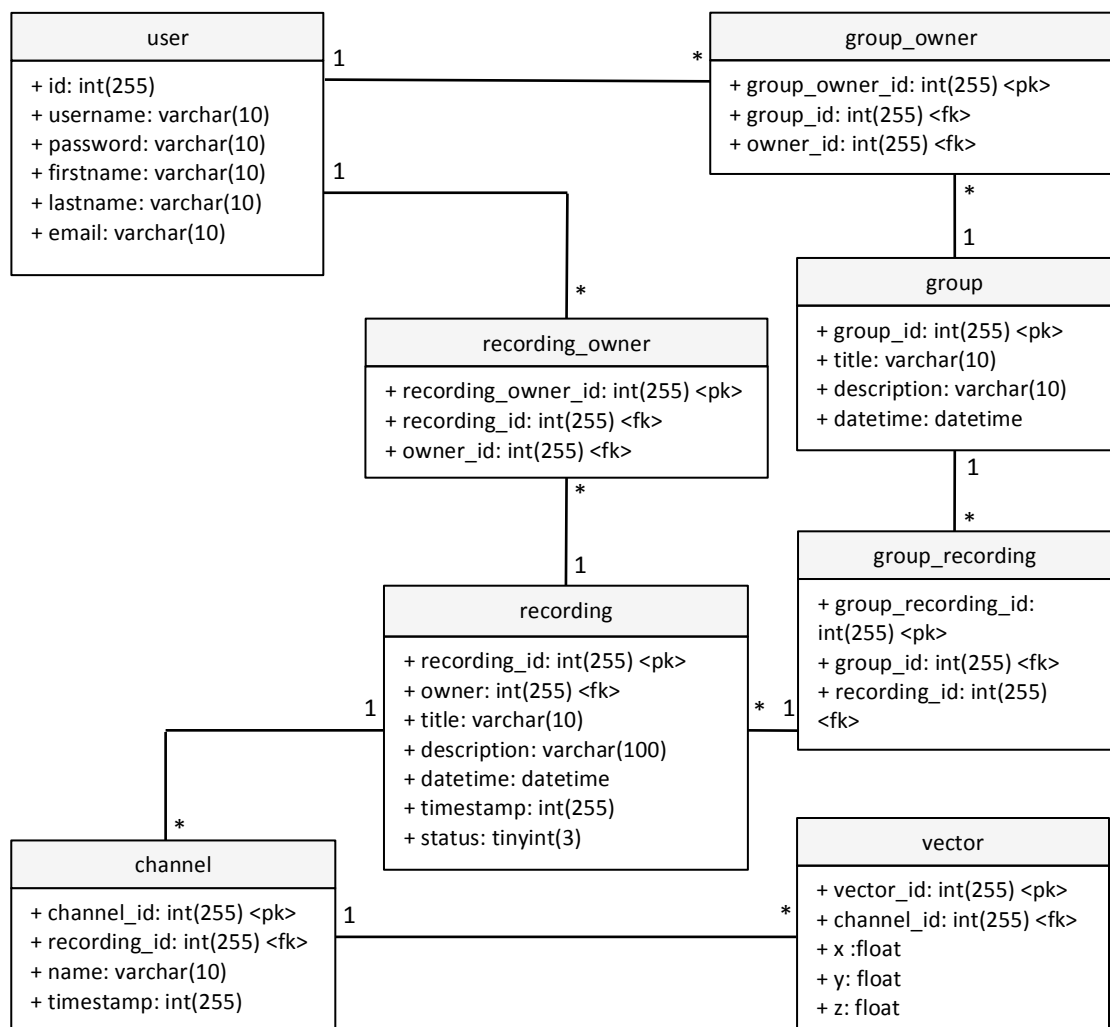 user
+ id: int(255)
+ username: varchar(10)
+ password: varchar(10)
+ firstname: varchar(10)
+ lastname: varchar(10)
+ email: varchar(10)
1
*
group_owner
+ group_owner_id: int(255) <pk>
+ group_id: int(255) <fk>
+ owner_id: int(255) <fk>
1
*
*
1
recording_owner
+ recording_owner_id: int(255) <pk>
+ recording_id: int(255) <fk>
+ owner_id: int(255) <fk>
group
+ group_id: int(255) <pk>
+ title: varchar(10)
+ description: varchar(10)
+ datetime: datetime
*
1
1
*
recording
+ recording_id: int(255) <pk>
+ owner: int(255) <fk>
+ title: varchar(10)
+ description: varchar(100)
+ datetime: datetime
+ timestamp: int(255)
+ status: tinyint(3)
group_recording
+ group_recording_id:
int(255) <pk>
+ group_id: int(255) <fk>
+ recording_id: int(255)
<fk>
1
*
* 1
channel
+ channel_id: int(255) <pk>
+ recording_id: int(255) <fk>
+ name: varchar(10)
+ timestamp: int(255)
1
*
vector
+ vector_id: int(255) <pk>
+ channel_id: int(255) <fk>
+ x :float
+ y: float
+ z: float